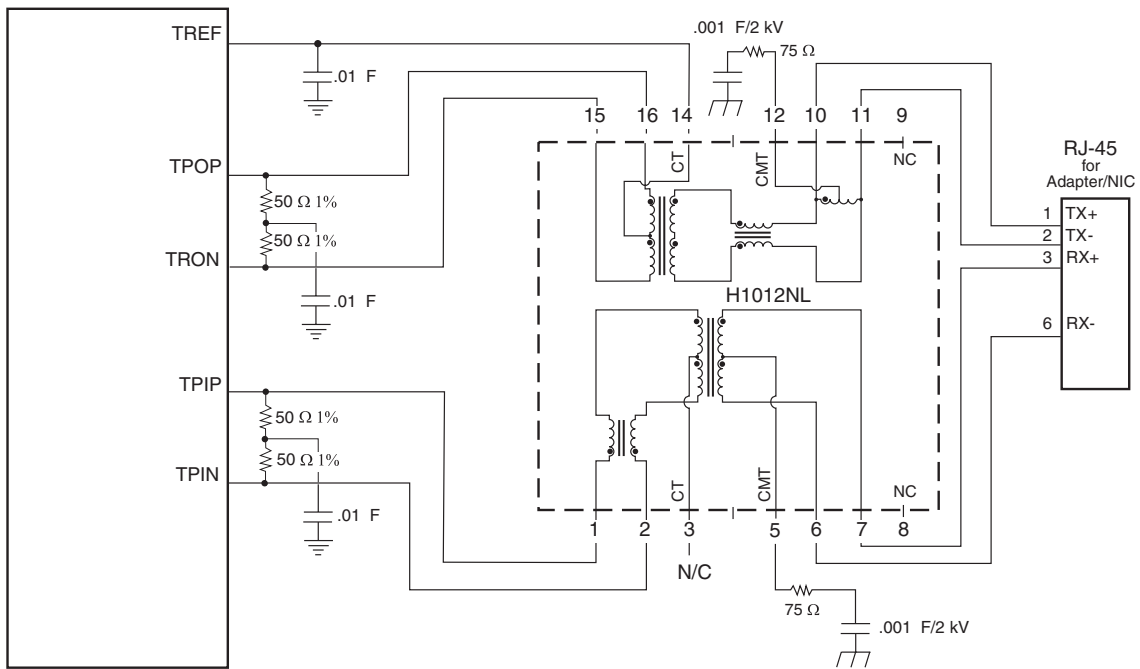 TREF
.01 F
TPOP
50 Ω 1%
50 Ω 1%
TRON
.01 F
TPIP
50 Ω 1%
50 Ω 1%
TPIN
.01 F
.001 F/2 kV
75 Ω
15 16 14 12 10 11 9
CT
CMT
NC
H1012NL
CT
CMT
NC
1 2 3 5 6 7 8
N/C
75 Ω
.001 F/2 kV
RJ-45
for
Adapter/NIC
1 TX+
2 TX-
3 RX+
6 RX-